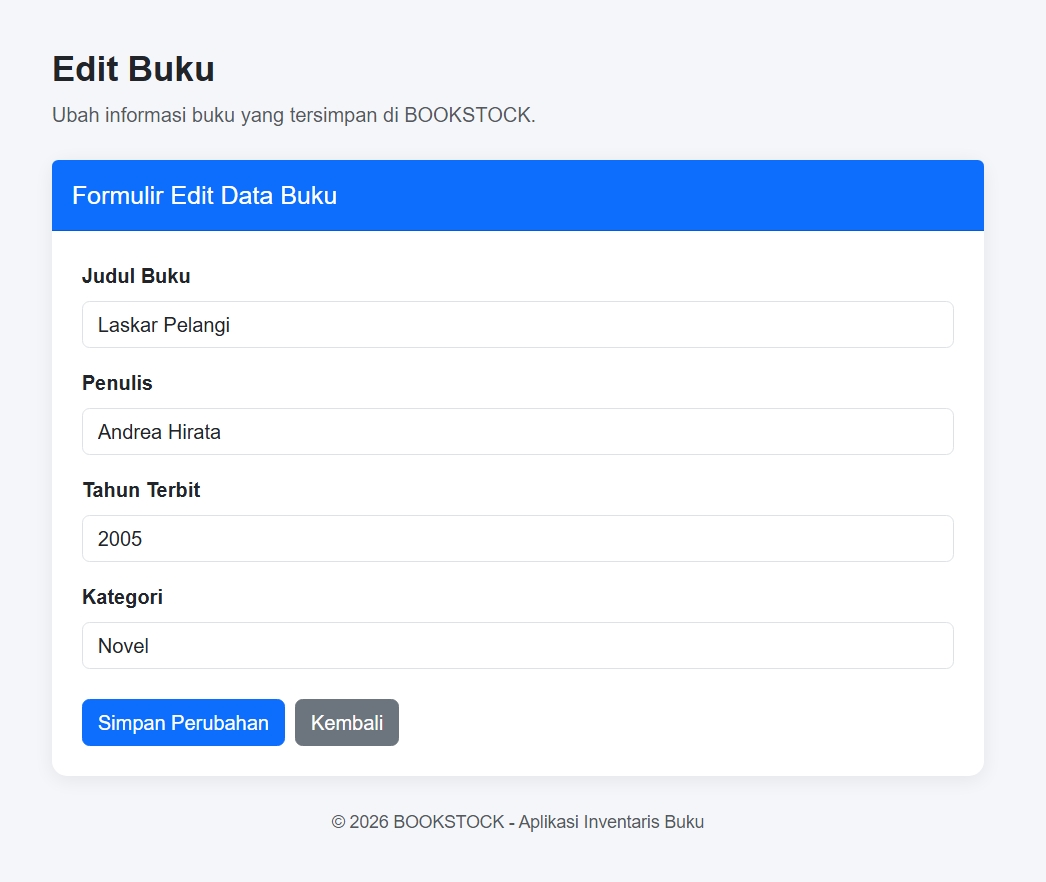 Edit Buku
Ubah informasi buku yang tersimpan di BOOKSTOCK.
Formulir Edit Data Buku
Judul Buku
Laskar Pelangi
Penulis
Andrea Hirata
Tahun Terbit
2005
Kategori
Novel
Simpan Perubahan Kembali
© 2026 BOOKSTOCK - Aplikasi Inventaris Buku